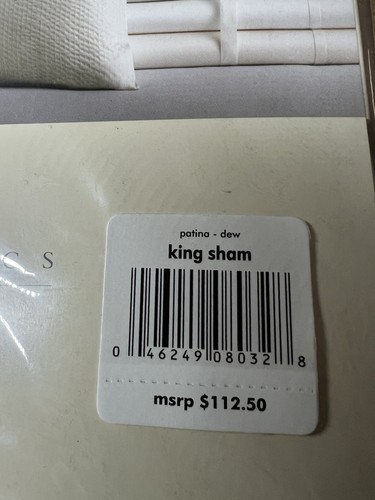 C S
patina - dew
king sham
0 46249 08032 8
msrp $112.50